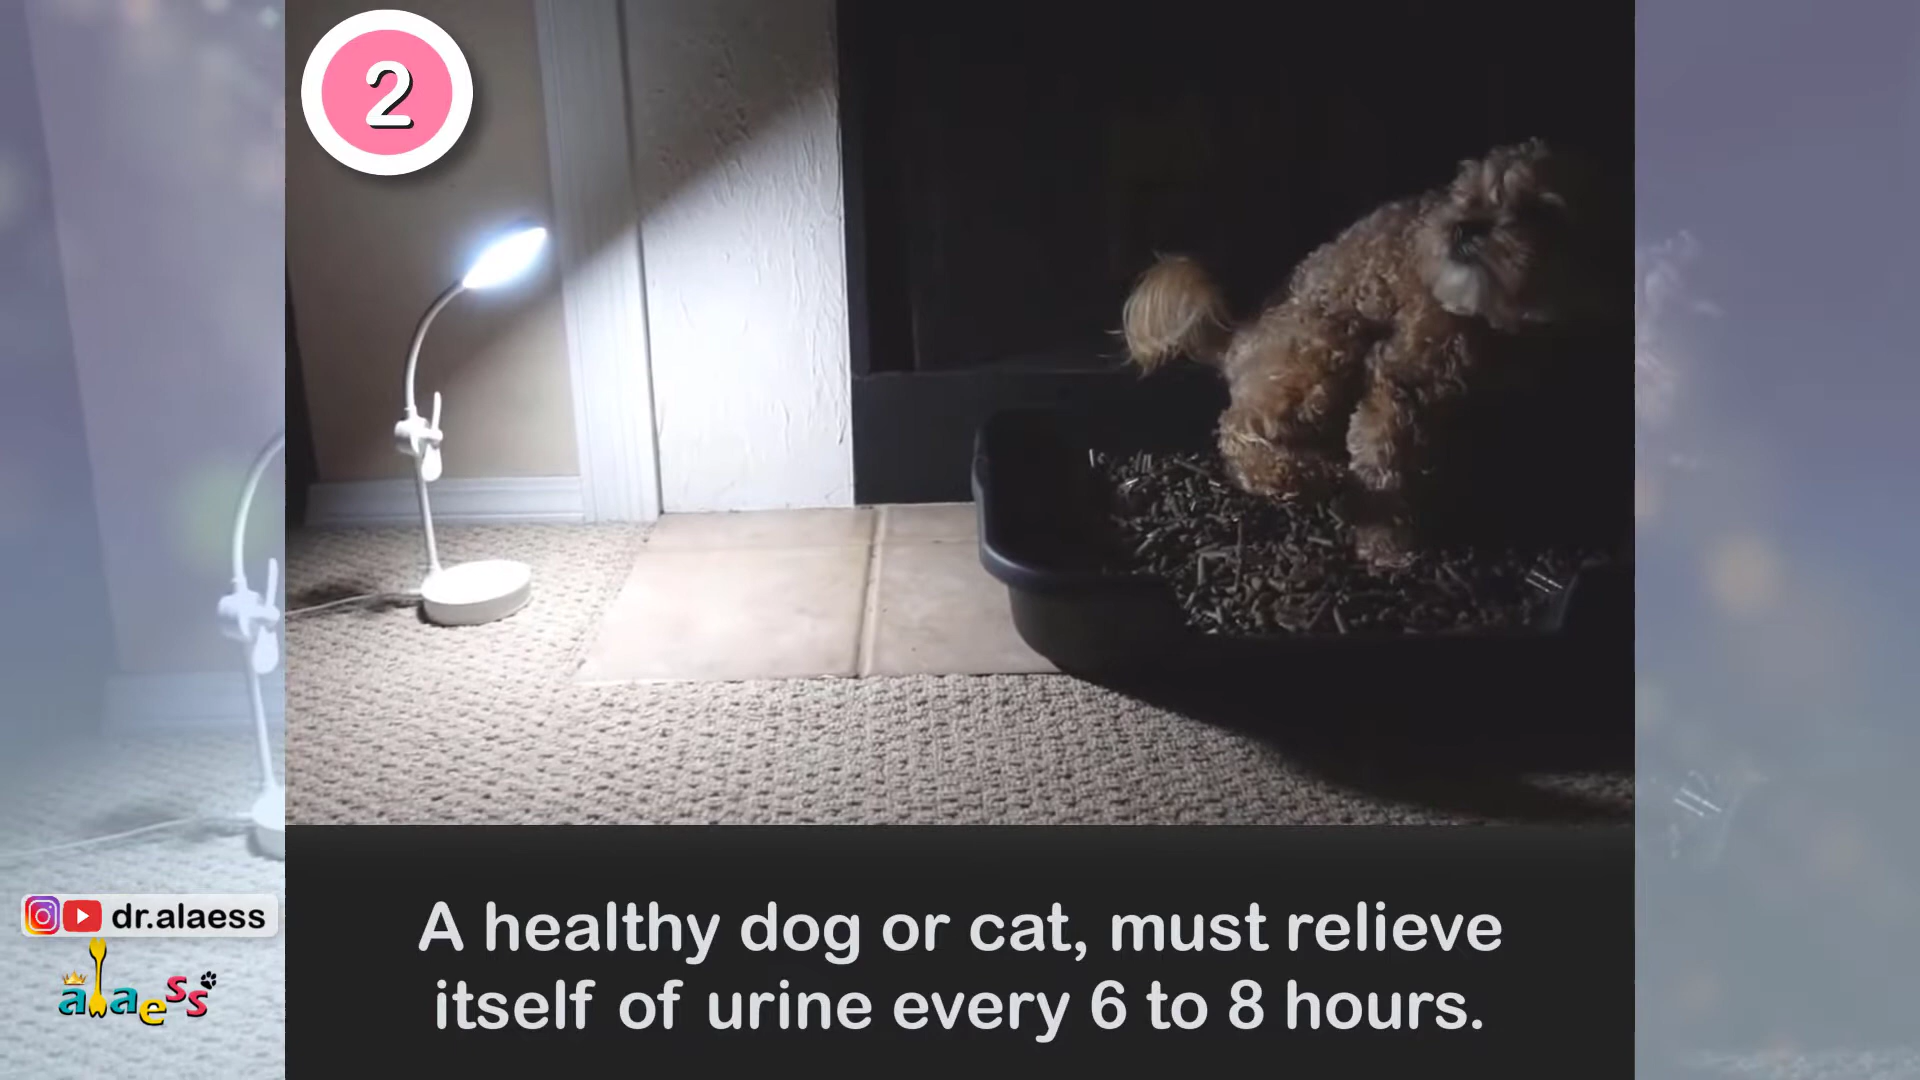 2
A healthy dog or cat, must relieve
itself of urine every 6 to 8 hours.
dr.alaess
alaess